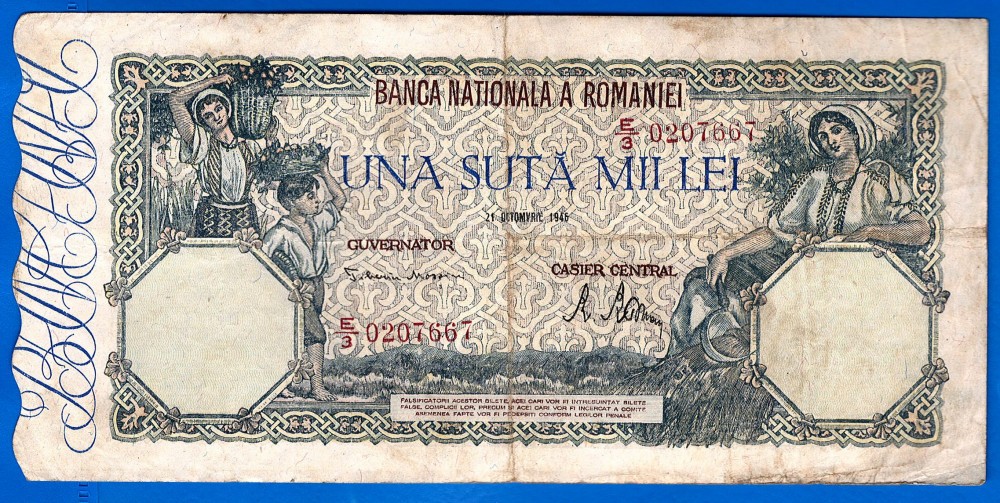 BANCA NATIONALA A ROMANIEI
E/3 0207667
UNA SUTĂ MII LEI
21 OCTOMVRIE 1946
GUVERNATOR
CASIER CENTRAL
E/3 0207667
FALSIFICATORII ACESTOR BILETE, ACEI CARI VOR FI INTREBUINTAT BILETE
FALSE, COMPLICII LOR, PRECUM SI ACEI CARI VOR FI INCERCAT A COMITE
ASEMENEA FAPTE VOR FI PEDEPSITI CONFORM LEGILOR PENALE